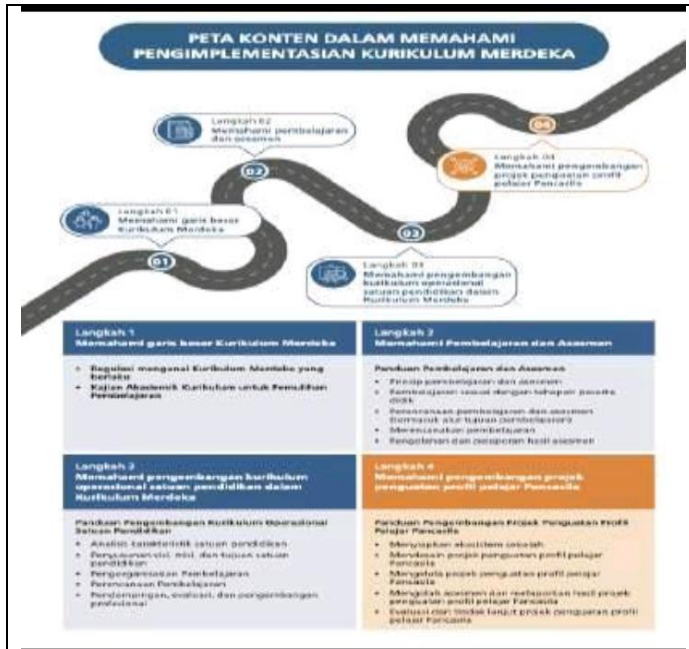 PETA KONTEN DALAM MEMAHAMI
PENGIMPLEMENTASIAN KURIKULUM MERDEKA
Langkah 02
Memahami pembelajaran
dan asesmen
04
Langkah 04
Memahami pengembangan
projek penguatan profil
pelajar Pancasila
02
Langkah 01
Memahami garis besar
Kurikulum Merdeka
01
03
Langkah 03
Memahami pengembangan
kurikulum operasional
satuan pendidikan dalam
Kurikulum Merdeka
Langkah 1
Memahami garis besar Kurikulum Merdeka
• Regulasi mengenai Kurikulum Merdeka yang
berlaku
• Kajian Akademik Kurikulum untuk Pemulihan
Pembelajaran
Langkah 2
Memahami Pembelajaran dan Asesmen
Panduan Pembelajaran dan Asesmen
• Prinsip pembelajaran dan asesmen
• Pembelajaran sesuai dengan tahapan peserta
didik
• Perencanaan pembelajaran dan asesmen
(termasuk alur tujuan pembelajaran)
• Merencanakan pembelajaran
• Pengolahan dan pelaporan hasil asesmen
Langkah 3
Memahami pengembangan kurikulum
operasional satuan pendidikan dalam
Kurikulum Merdeka
Panduan Pengembangan Kurikulum Operasional
Satuan Pendidikan
• Analisis karakteristik satuan pendidikan
• Penyusunan visi, misi, dan tujuan satuan
pendidikan
• Pengorganisasian Pembelajaran
• Perencanaan Pembelajaran
• Pendampingan, evaluasi, dan pengembangan
profesional
Langkah 4
Memahami pengembangan projek
penguatan profil pelajar Pancasila
Panduan Pengembangan Projek Penguatan Profil
Pelajar Pancasila
• Menyiapkan ekosistem sekolah
• Mendesain projek penguatan profil pelajar
Pancasila
• Mengelola projek penguatan profil pelajar
Pancasila
• Mengolah asesmen dan melaporkan hasil projek
penguatan profil pelajar Pancasila
• Evaluasi dan tindak lanjut projek penguatan profil
pelajar Pancasila